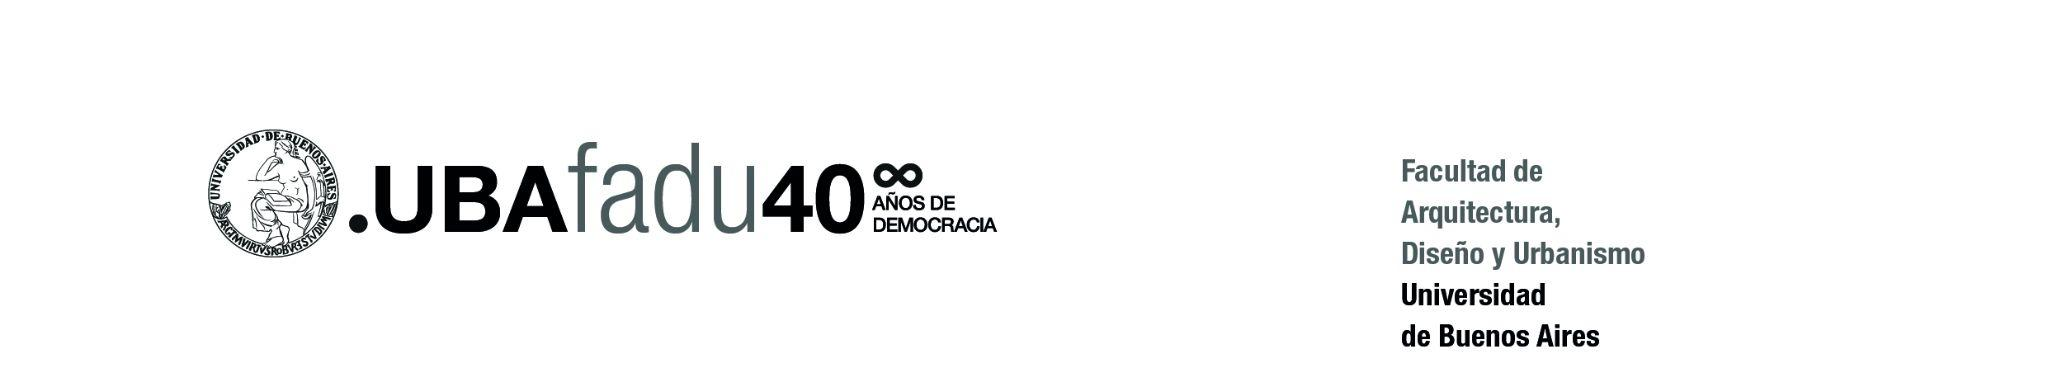 UNIVERSIDAD·DE·BUENOS·AIRES
.UBAfadu40
AÑOS DE
DEMOCRACIA
Facultad de
Arquitectura,
Diseño y Urbanismo
Universidad
de Buenos Aires